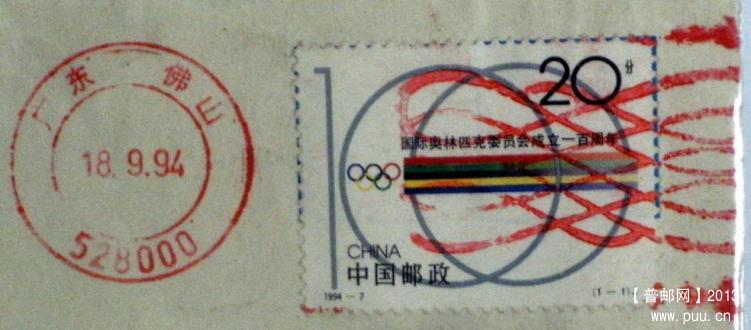 广东 佛山
18.9.94
528000
20分
国际奥林匹克委员会成立一百周年
CHINA
中国邮政
1994-7
(1-1)
【普邮网】2013
www.puu.cn